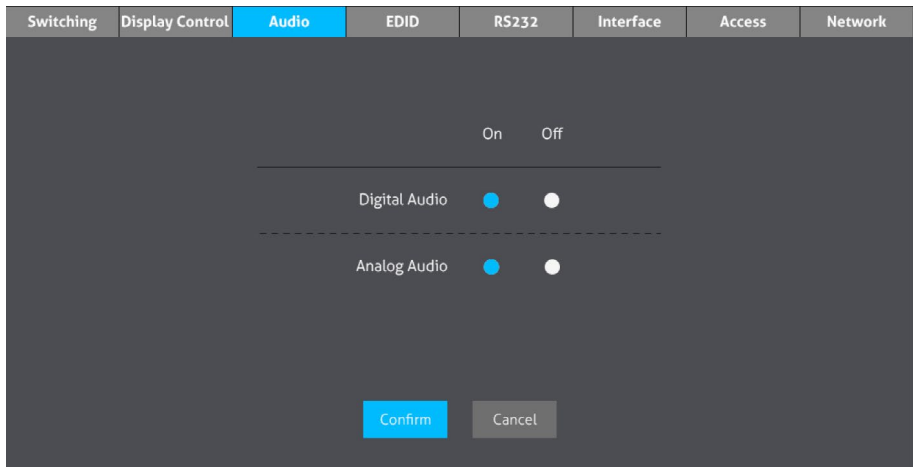 Switching Display Control Audio EDID RS232 Interface Access Network
On Off
Digital Audio
Analog Audio
Confirm Cancel